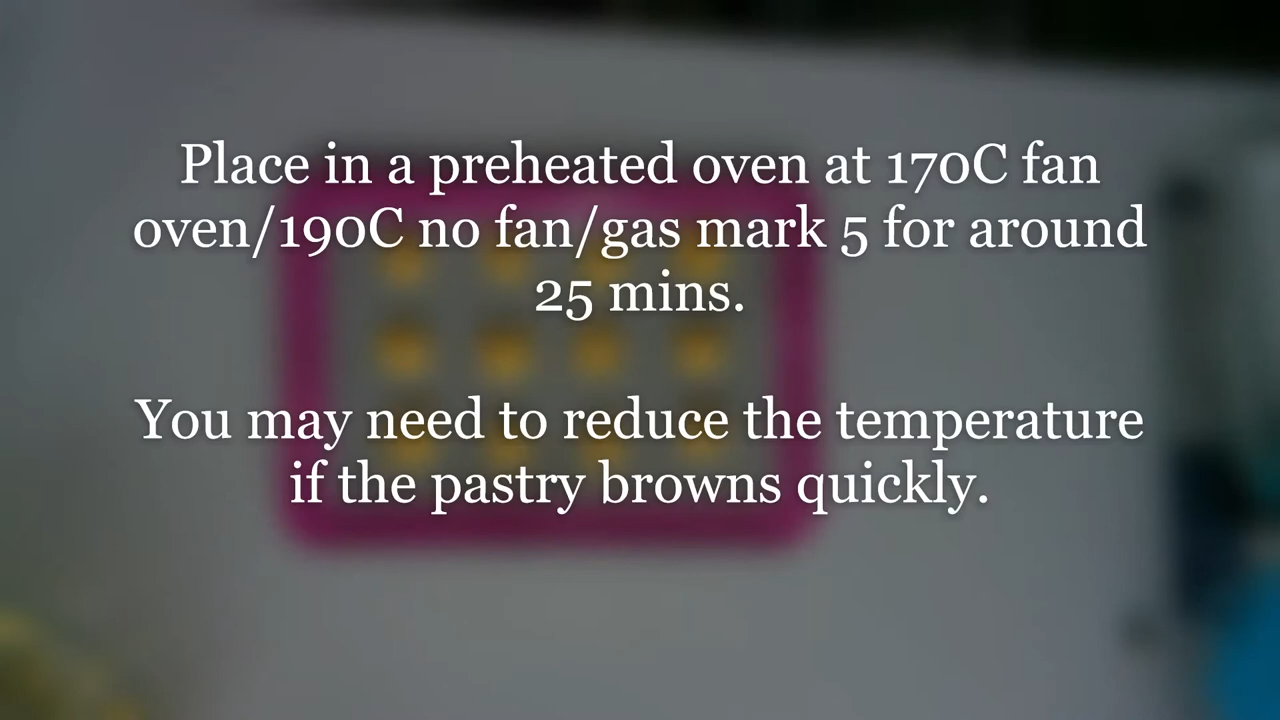 Place in a preheated oven at 170C fan
oven/190C no fan/gas mark 5 for around
25 mins.
You may need to reduce the temperature
if the pastry browns quickly.